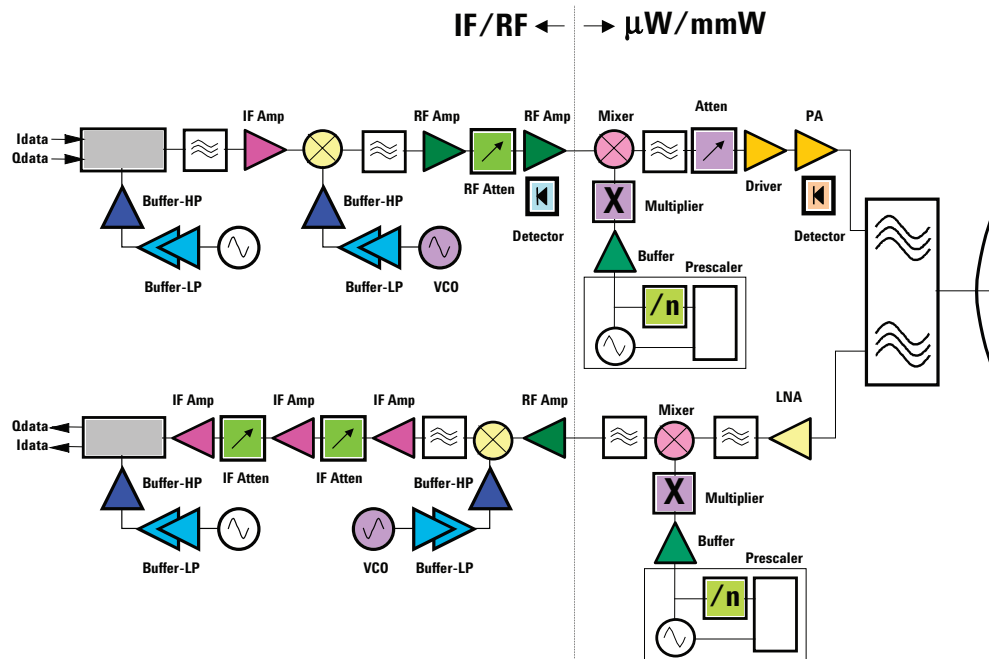 IF/RF
µW/mmW
IF Amp
RF Amp
RF Amp
Mixer
Atten
PA
Idata
Qdata
RF Atten
Driver
Buffer-HP
Buffer-HP
X
Multiplier
Detector
Detector
Buffer
Prescaler
Buffer-LP
Buffer-LP
VCO
/n
IF Amp
IF Amp
IF Amp
RF Amp
Mixer
LNA
Qdata
Idata
Buffer-HP
IF Atten
IF Atten
Buffer-HP
X
Multiplier
Buffer
Prescaler
Buffer-LP
VCO
Buffer-LP
/n